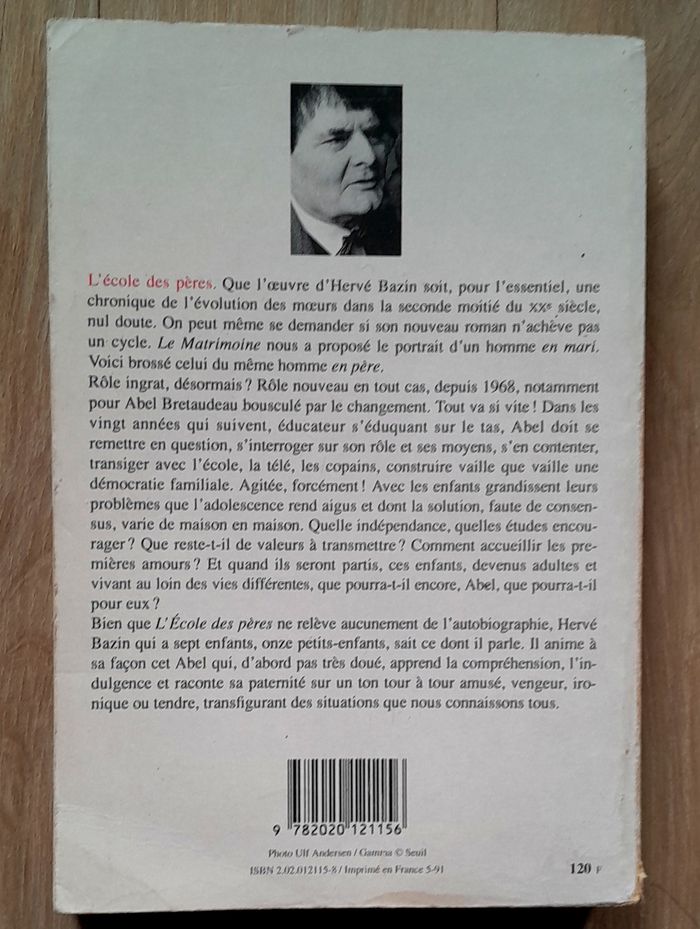 L'école des pères. Que l'œuvre d'Hervé Bazin soit, pour l'essentiel, une
chronique de l'évolution des mœurs dans la seconde moitié du XXe siècle,
nul doute. On peut même se demander si son nouveau roman n'achève pas
un cycle. Le Matrimoine nous a proposé le portrait d'un homme en mari.
Voici brossé celui du même homme en père.
Rôle ingrat, désormais ? Rôle nouveau en tout cas, depuis 1968, notamment
pour Abel Bretaudeau bousculé par le changement. Tout va si vite ! Dans les
vingt années qui suivent, éducateur s'éduquant sur le tas, Abel doit se
remettre en question, s'interroger sur son rôle et ses moyens, s'en contenter,
transiger avec l'école, la télé, les copains, construire vaille que vaille une
démocratie familiale. Agitée, forcément ! Avec les enfants grandissent leurs
problèmes que l'adolescence rend aigus et dont la solution, faute de consen-
sus, varie de maison en maison. Quelle indépendance, quelles études encou-
rager ? Que reste-t-il de valeurs à transmettre ? Comment accueillir les pre-
mières amours ? Et quand ils seront partis, ces enfants, devenus adultes et
vivant au loin des vies différentes, que pourra-t-il encore, Abel, que pourra-t-il
pour eux ?
Bien que L'École des pères ne relève aucunement de l'autobiographie, Hervé
Bazin qui a sept enfants, onze petits-enfants, sait ce dont il parle. Il anime à
sa façon cet Abel qui, d'abord pas très doué, apprend la compréhension, l'in-
dulgence et raconte sa paternité sur un ton tour à tour amusé, vengeur, iro-
nique ou tendre, transfigurant des situations que nous connaissons tous.
9 782020 121156
Photo Ulf Andersen / Gamma © Seuil
ISBN 2.02.012115-8 / Imprimé en France 5-91
120 F